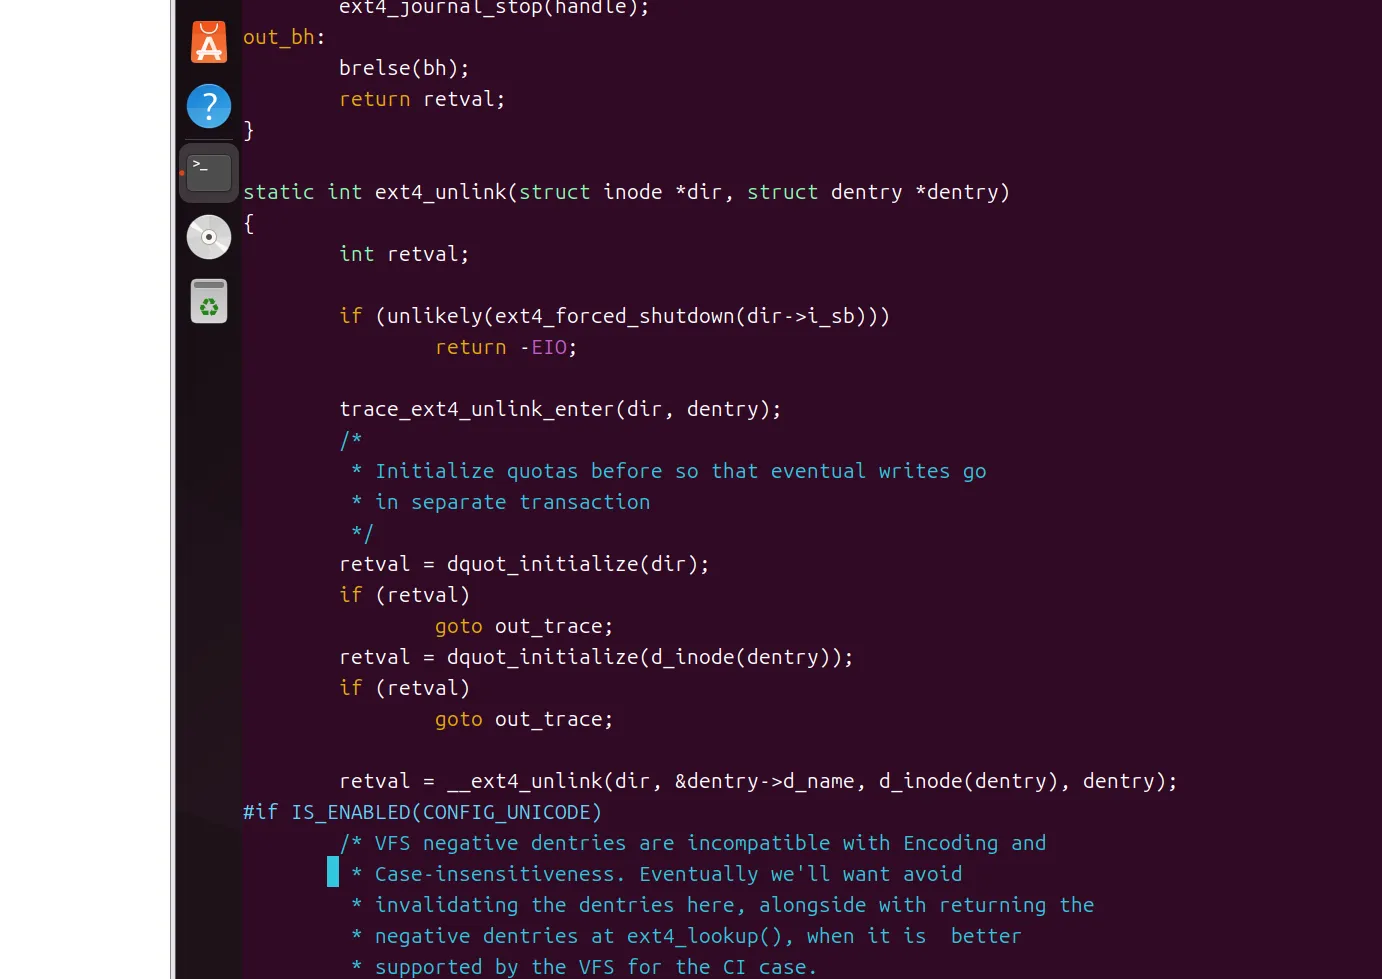 ext4_journal_stop(handle);
out_bh:
brelse(bh);
return retval;
}
static int ext4_unlink(struct inode *dir, struct dentry *dentry)
{
int retval;
if (unlikely(ext4_forced_shutdown(dir->i_sb)))
return -EIO;
trace_ext4_unlink_enter(dir, dentry);
/*
* Initialize quotas before so that eventual writes go
* in separate transaction
*/
retval = dquot_initialize(dir);
if (retval)
goto out_trace;
retval = dquot_initialize(d_inode(dentry));
if (retval)
goto out_trace;
retval = __ext4_unlink(dir, &dentry->d_name, d_inode(dentry), dentry);
#if IS_ENABLED(CONFIG_UNICODE)
/* VFS negative dentries are incompatible with Encoding and
* Case-insensitiveness. Eventually we'll want avoid
* invalidating the dentries here, alongside with returning the
* negative dentries at ext4_lookup(), when it is  better
* supported by the VFS for the CI case.